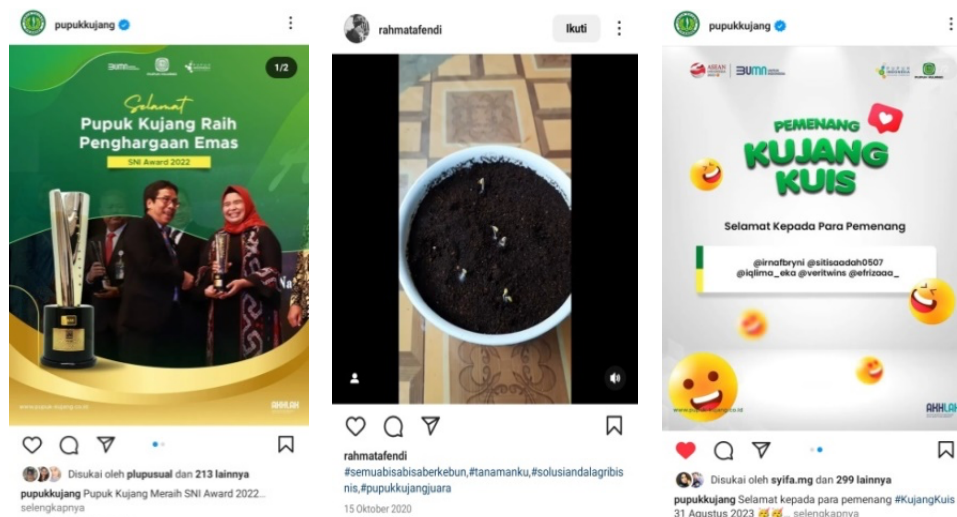 pupukkujang
1/2
BUMN
Selamat
Pupuk Kujang Raih
Penghargaan Emas
SNI Award 2022
Na
www.pupuk-kujang.co.id
AKHLAK
Disukai oleh plupusual dan 213 lainnya
pupukkujang Pupuk Kujang Meraih SNI Award 2022...
selengkapnya
rahmatafendi
Ikuti
rahmatafendi
#semuabisabisaberkebun,#tanamanku,#solusiandalagribis
nis,#pupukkujangjuara
15 Oktober 2020
pupukkujang
ASEAN
BUMN
PEMENANG
KUJANG
KUIS
Selamat Kepada Para Pemenang
@irnafbryni @sitisaadah0507
@iqlima_eka @veritwins @efrizaaa_
www.pupuk-kujang.co.id
AKHLAK
Disukai oleh syifa.mg dan 299 lainnya
pupukkujang Selamat kepada para pemenang #KujangKuis
31 Agustus 2023 🥳🥳... selengkapnya